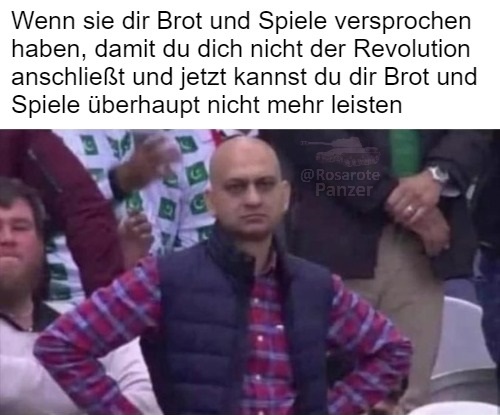 Wenn sie dir Brot und Spiele versprochen
haben, damit du dich nicht der Revolution
anschließt und jetzt kannst du dir Brot und
Spiele überhaupt nicht mehr leisten
@Rosarote
Panzer